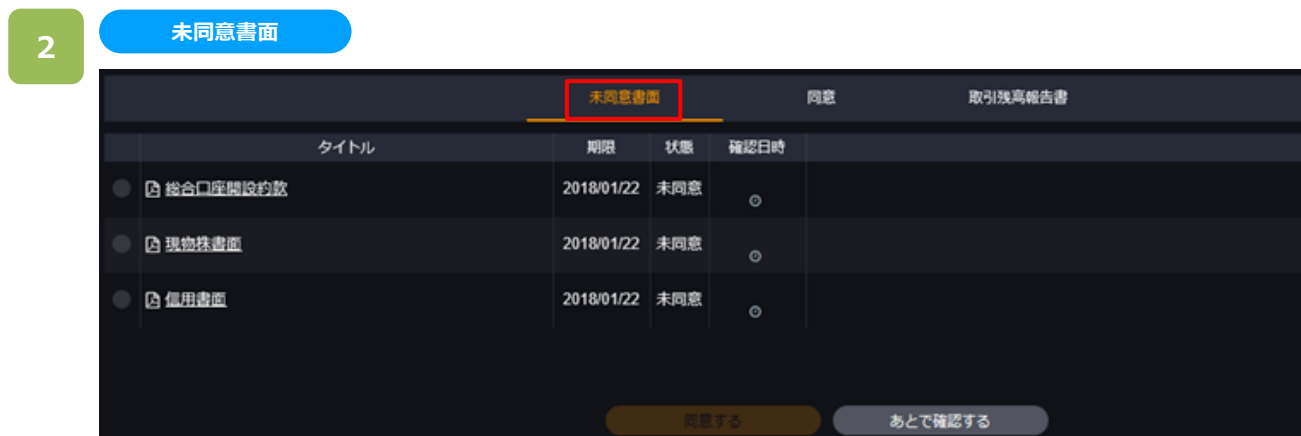 2
未同意書面
未同意書面 同意 取引残高報告書
タイトル 期限 状態 確認日時
総合口座開設約款 2018/01/22 未同意
現物株書面 2018/01/22 未同意
信用書面 2018/01/22 未同意
同意する あとで確認する